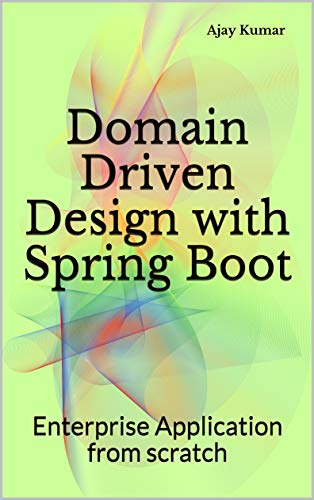 Ajay Kumar
Domain
Driven
Design with
Spring Boot
Enterprise Application
from scratch